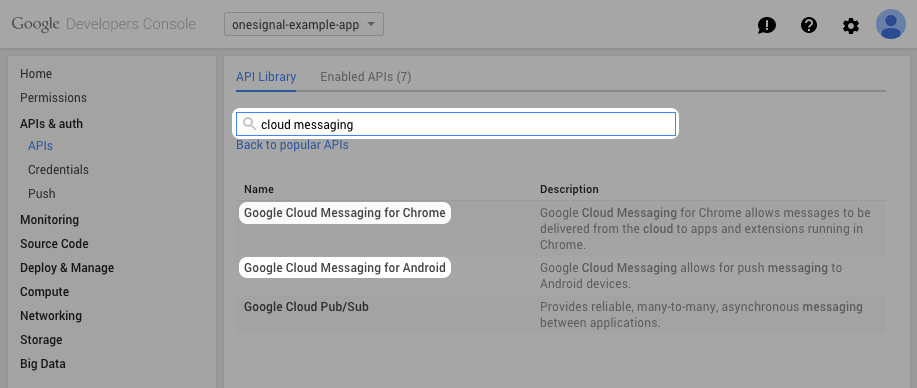 Google Developers Console
onesignal-example-app
Home
Permissions
APIs & auth
APIs
Credentials
Push
Monitoring
Source Code
Deploy & Manage
Compute
Networking
Storage
Big Data
API Library
Enabled APIs (7)
cloud messaging
Back to popular APIs
Name
Description
Google Cloud Messaging for Chrome
Google Cloud Messaging for Chrome allows messages to be
delivered from the cloud to apps and extensions running in
Chrome.
Google Cloud Messaging for Android
Google Cloud Messaging allows for push messaging to
Android devices.
Google Cloud Pub/Sub
Provides reliable, many-to-many, asynchronous messaging
between applications.